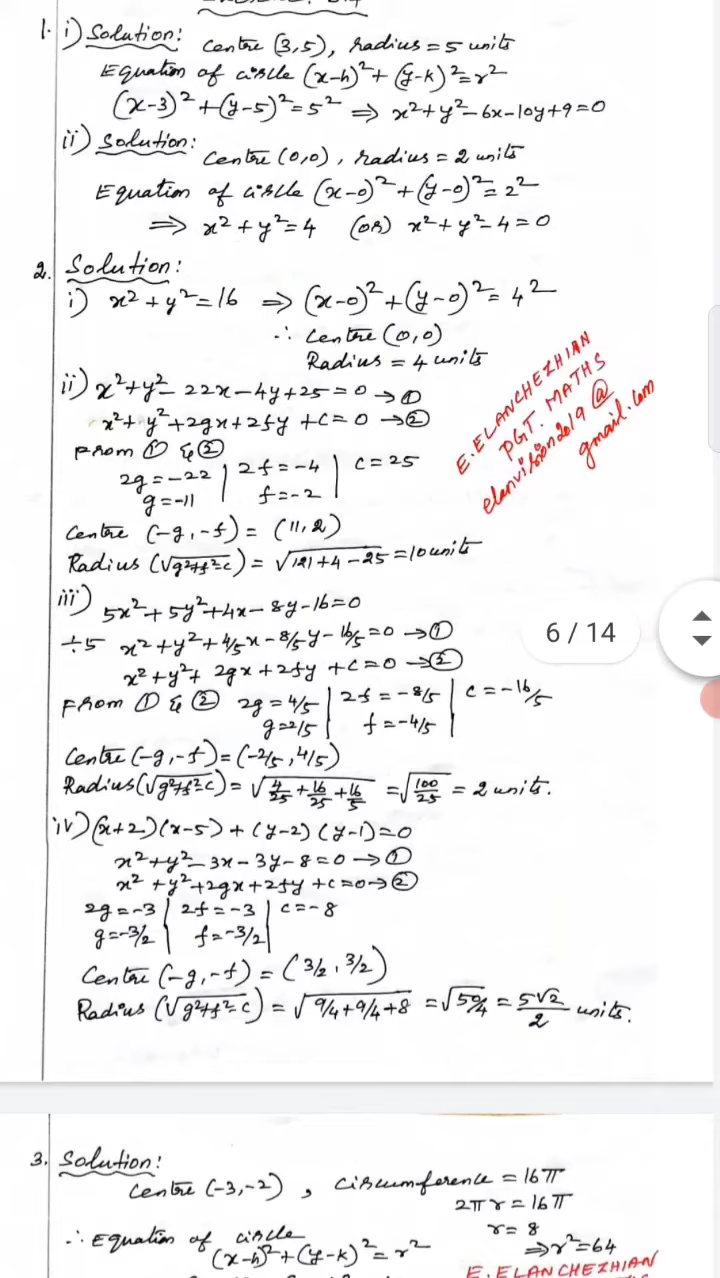 1. i) Solution: Centre (3,5), radius = 5 units
Equation of circle (x-h)²+(y-k)²=r²
(x-3)²+(y-5)²=5² ⇒ x²+y²-6x-10y+9=0
ii) Solution: Centre (0,0), radius = 2 units
Equation of circle (x-0)²+(y-0)²=2²
⇒ x²+y²=4 (or) x²+y²-4=0
2. Solution:
i) x²+y²=16 ⇒ (x-0)²+(y-0)²=4²
∴ Centre (0,0)
Radius = 4 units
ii) x²+y²-22x-4y+25=0 →①
x²+y²+2gx+2fy+c=0 →②
From ① & ②
2g=-22 | 2f=-4 | c=25
g=-11 | f=-2 |
Centre (-g,-f) = (11,2)
Radius (√g²+f²-c) = √121+4-25 = 10 units
E. ELANCHEZHIAN
PGT. MATHS
elanvision2019@
gmail.com
iii) 5x²+5y²+4x-8y-16=0
÷5 x²+y²+4/5x-8/5y-16/5=0 →①
x²+y²+2gx+2fy+c=0 →②
From ① & ② 2g=4/5 | 2f=-8/5 | c=-16/5
g=2/5 | f=-4/5 |
Centre (-g,-f)=(-2/5,4/5)
Radius (√g²+f²-c) = √4/25+16/25+16/5 = √100/25 = 2 units.
6 / 14
iv) (x+2)(x-5)+(y-2)(y-1)=0
x²+y²-3x-3y-8=0 →①
x²+y²+2gx+2fy+c=0 →②
2g=-3 | 2f=-3 | c=-8
g=-3/2 | f=-3/2 |
Centre (-g,-f) = (3/2,3/2)
Radius (√g²+f²-c) = √9/4+9/4+8 = √50/4 = 5√2/2 units.
3. Solution:
Centre (-3,-2), circumference = 16π
2πr = 16π
r = 8
∴ Equation of circle
(x-h)²+(y-k)²=r² ⇒r²=64
E. ELANCHEZHIAN